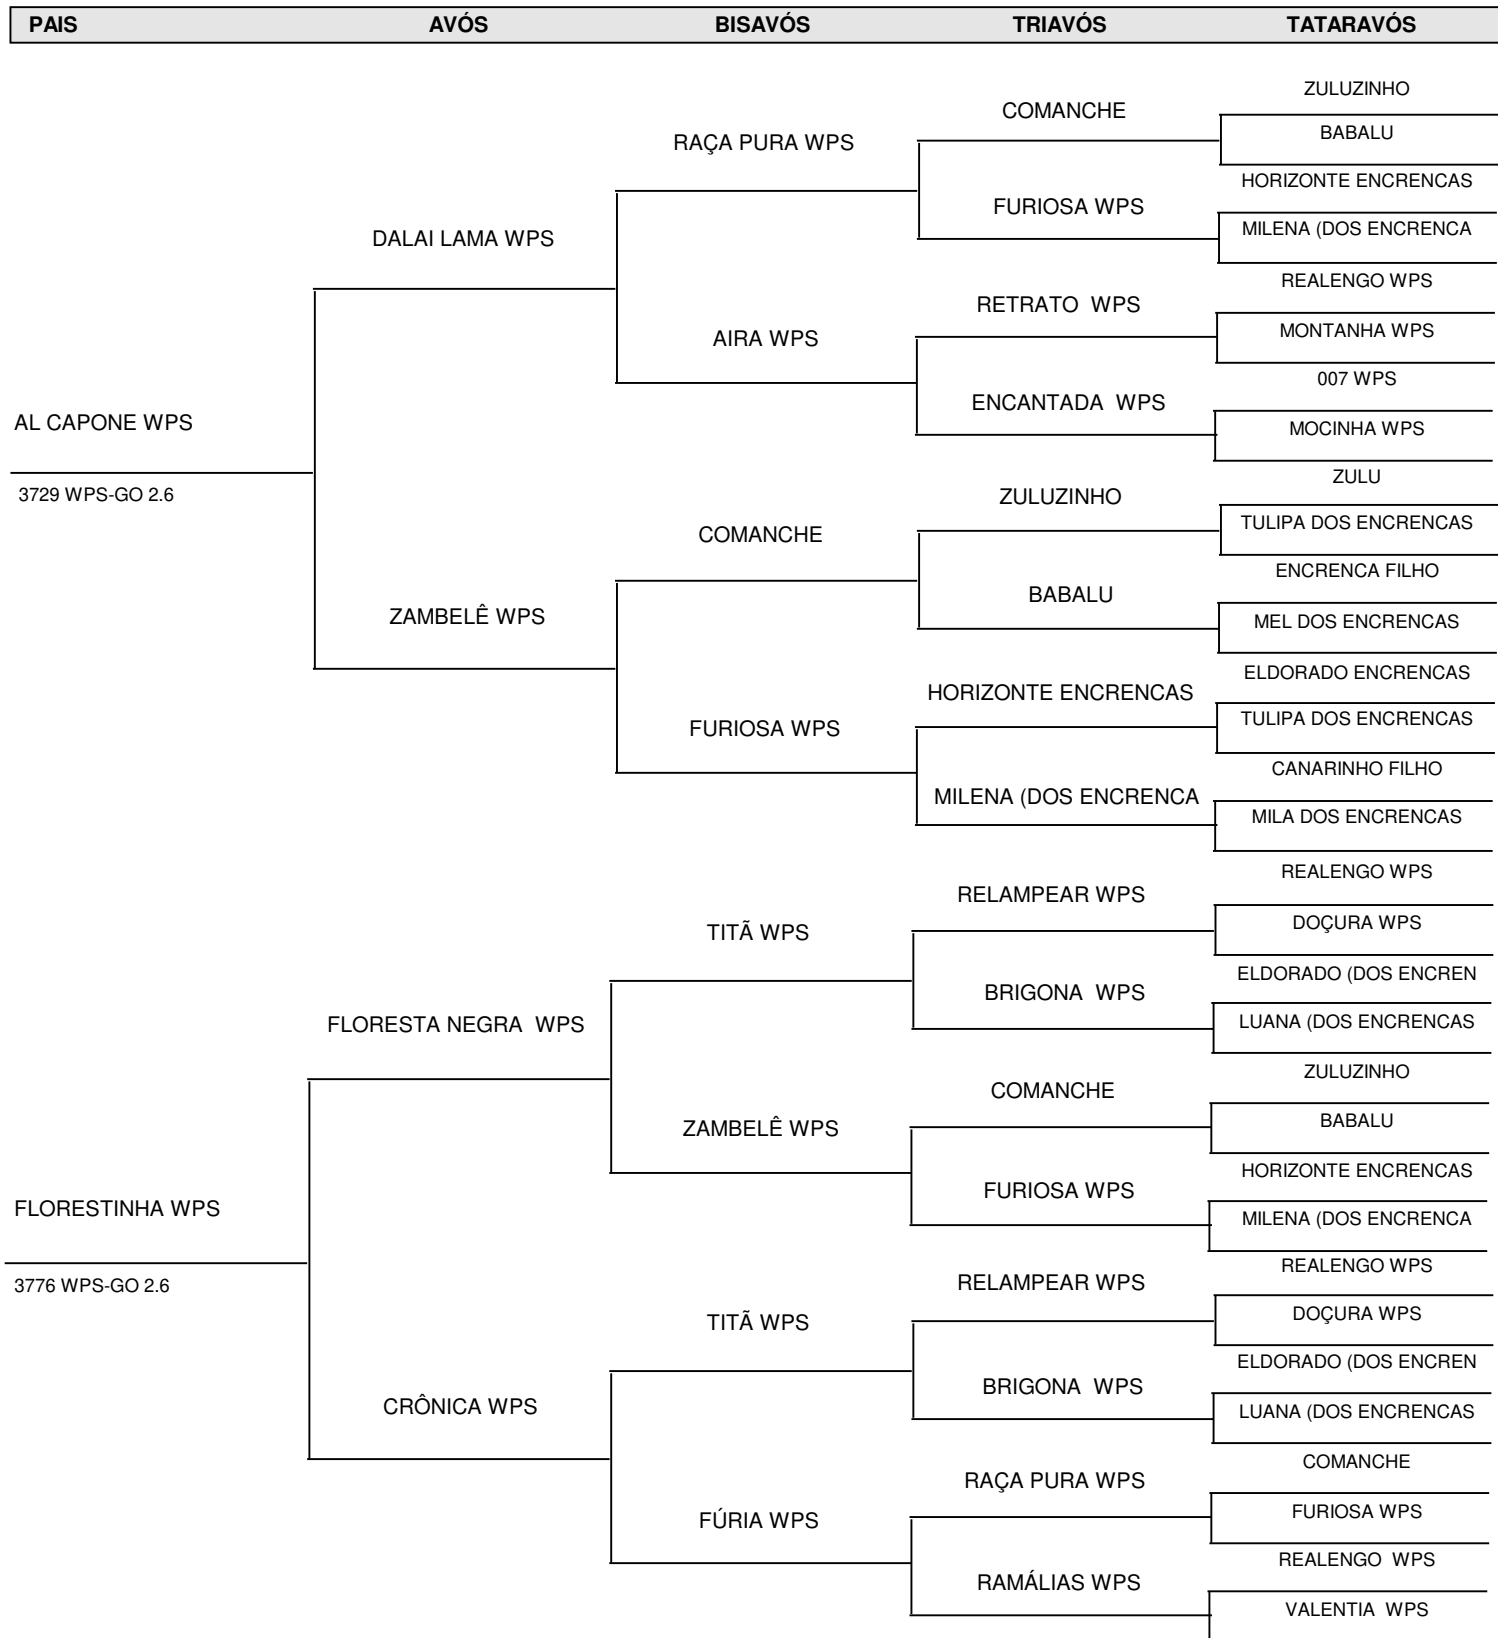 PAIS AVÓS BISAVÓS TRIAVÓS TATARAVÓS
ZULUZINHO
COMANCHE
BABALU
RAÇA PURA WPS
HORIZONTE ENCRENCAS
FURIOSA WPS
MILENA (DOS ENCRENCA
DALAI LAMA WPS
REALENGO WPS
RETRATO WPS
MONTANHA WPS
AIRA WPS
007 WPS
ENCANTADA WPS
MOCINHA WPS
AL CAPONE WPS
3729 WPS-GO 2.6
ZULU
ZULUZINHO
TULIPA DOS ENCRENCAS
COMANCHE
ENCRENCA FILHO
BABALU
MEL DOS ENCRENCAS
ZAMBELÊ WPS
ELDORADO ENCRENCAS
HORIZONTE ENCRENCAS
TULIPA DOS ENCRENCAS
FURIOSA WPS
CANARINHO FILHO
MILENA (DOS ENCRENCA
MILA DOS ENCRENCAS
REALENGO WPS
RELAMPEAR WPS
DOÇURA WPS
TITÃ WPS
ELDORADO (DOS ENCREN
BRIGONA WPS
LUANA (DOS ENCRENCAS
FLORESTA NEGRA WPS
ZULUZINHO
COMANCHE
BABALU
ZAMBELÊ WPS
HORIZONTE ENCRENCAS
FURIOSA WPS
MILENA (DOS ENCRENCA
FLORESTINHA WPS
3776 WPS-GO 2.6
REALENGO WPS
RELAMPEAR WPS
DOÇURA WPS
TITÃ WPS
ELDORADO (DOS ENCREN
BRIGONA WPS
LUANA (DOS ENCRENCAS
CRÔNICA WPS
COMANCHE
RAÇA PURA WPS
FURIOSA WPS
FÚRIA WPS
REALENGO WPS
RAMÁLIAS WPS
VALENTIA WPS